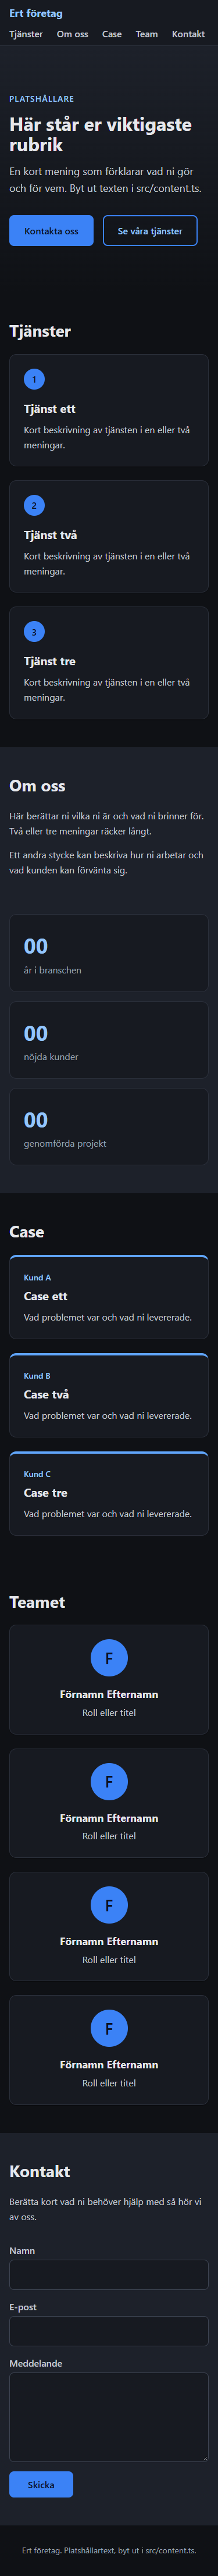 Ert företag
Tjänster Om oss Case Team Kontakt
PLATSHÅLLARE
Här står er viktigaste
rubrik
En kort mening som förklarar vad ni gör
och för vem. Byt ut texten i src/content.ts.
Kontakta oss Se våra tjänster
Tjänster
1
Tjänst ett
Kort beskrivning av tjänsten i en eller två
meningar.
2
Tjänst två
Kort beskrivning av tjänsten i en eller två
meningar.
3
Tjänst tre
Kort beskrivning av tjänsten i en eller två
meningar.
Om oss
Här berättar ni vilka ni är och vad ni brinner för.
Två eller tre meningar räcker långt.
Ett andra stycke kan beskriva hur ni arbetar och
vad kunden kan förvänta sig.
00
år i branschen
00
nöjda kunder
00
genomförda projekt
Case
Kund A
Case ett
Vad problemet var och vad ni levererade.
Kund B
Case två
Vad problemet var och vad ni levererade.
Kund C
Case tre
Vad problemet var och vad ni levererade.
Teamet
F
Förnamn Efternamn
Roll eller titel
F
Förnamn Efternamn
Roll eller titel
F
Förnamn Efternamn
Roll eller titel
F
Förnamn Efternamn
Roll eller titel
Kontakt
Berätta kort vad ni behöver hjälp med så hör vi
av oss.
Namn
E-post
Meddelande
Skicka
Ert företag. Platshållartext, byt ut i src/content.ts.